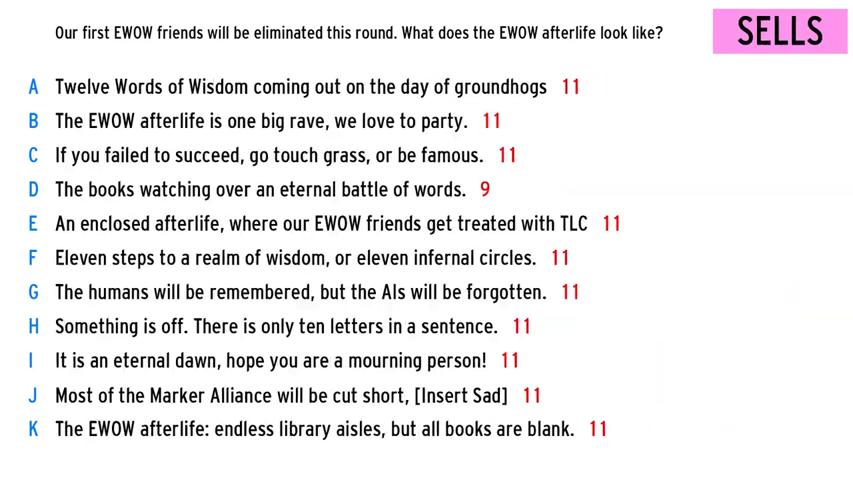 Our first EWOW friends will be eliminated this round. What does the EWOW afterlife look like?
SELLS
A Twelve Words of Wisdom coming out on the day of groundhogs 11
B The EWOW afterlife is one big rave, we love to party. 11
C If you failed to succeed, go touch grass, or be famous. 11
D The books watching over an eternal battle of words. 9
E An enclosed afterlife, where our EWOW friends get treated with TLC 11
F Eleven steps to a realm of wisdom, or eleven infernal circles. 11
G The humans will be remembered, but the AIs will be forgotten. 11
H Something is off. There is only ten letters in a sentence. 11
I It is an eternal dawn, hope you are a mourning person! 11
J Most of the Marker Alliance will be cut short, [Insert Sad] 11
K The EWOW afterlife: endless library aisles, but all books are blank. 11